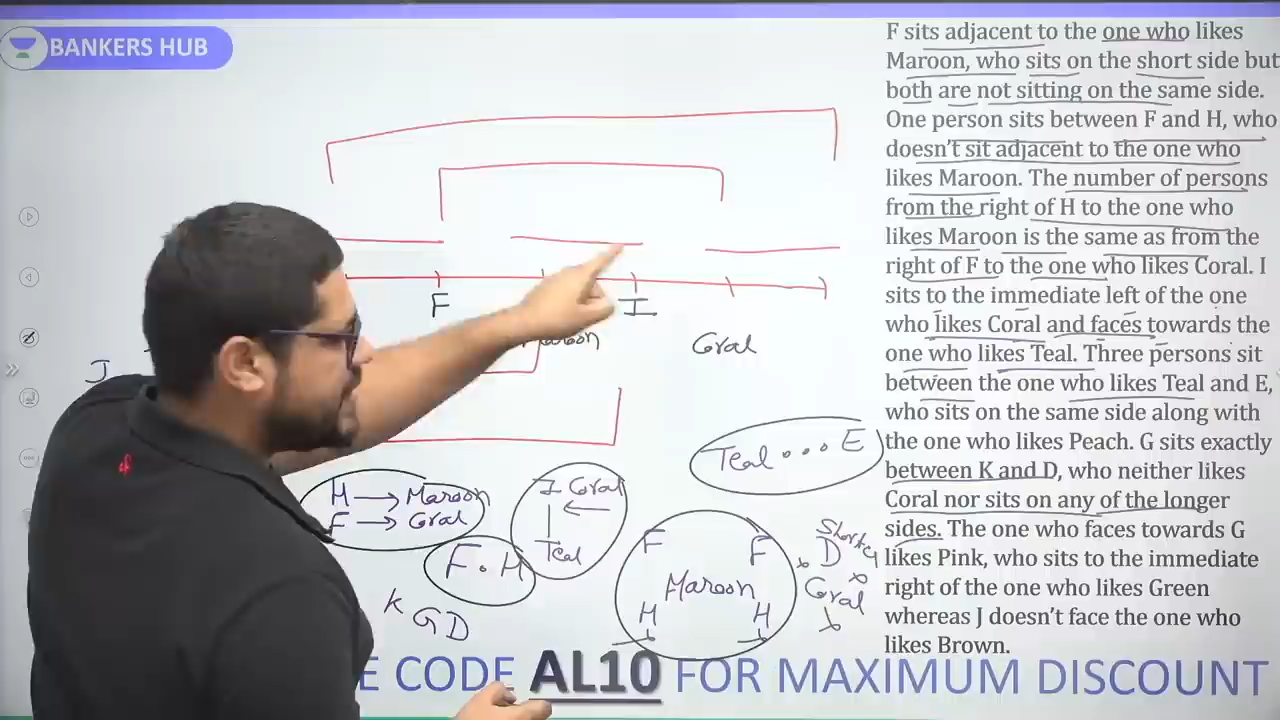 BANKERS HUB
F sits adjacent to the one who likes
Maroon, who sits on the short side but
both are not sitting on the same side.
One person sits between F and H, who
doesn't sit adjacent to the one who
likes Maroon. The number of persons
from the right of H to the one who
likes Maroon is the same as from the
right of F to the one who likes Coral. I
sits to the immediate left of the one
who likes Coral and faces towards the
one who likes Teal. Three persons sit
between the one who likes Teal and E,
who sits on the same side along with
the one who likes Peach. G sits exactly
between K and D, who neither likes
Coral nor sits on any of the longer
sides. The one who faces towards G
likes Pink, who sits to the immediate
right of the one who likes Green
whereas J doesn't face the one who
likes Brown.
F I
Coral
J
Teal E
H → Maroon
F → Coral
I Coral
←
Teal
F . H
F F
Maroon
H H
D
Coral
K
G D
E CODE AL10 FOR MAXIMUM DISCOUNT